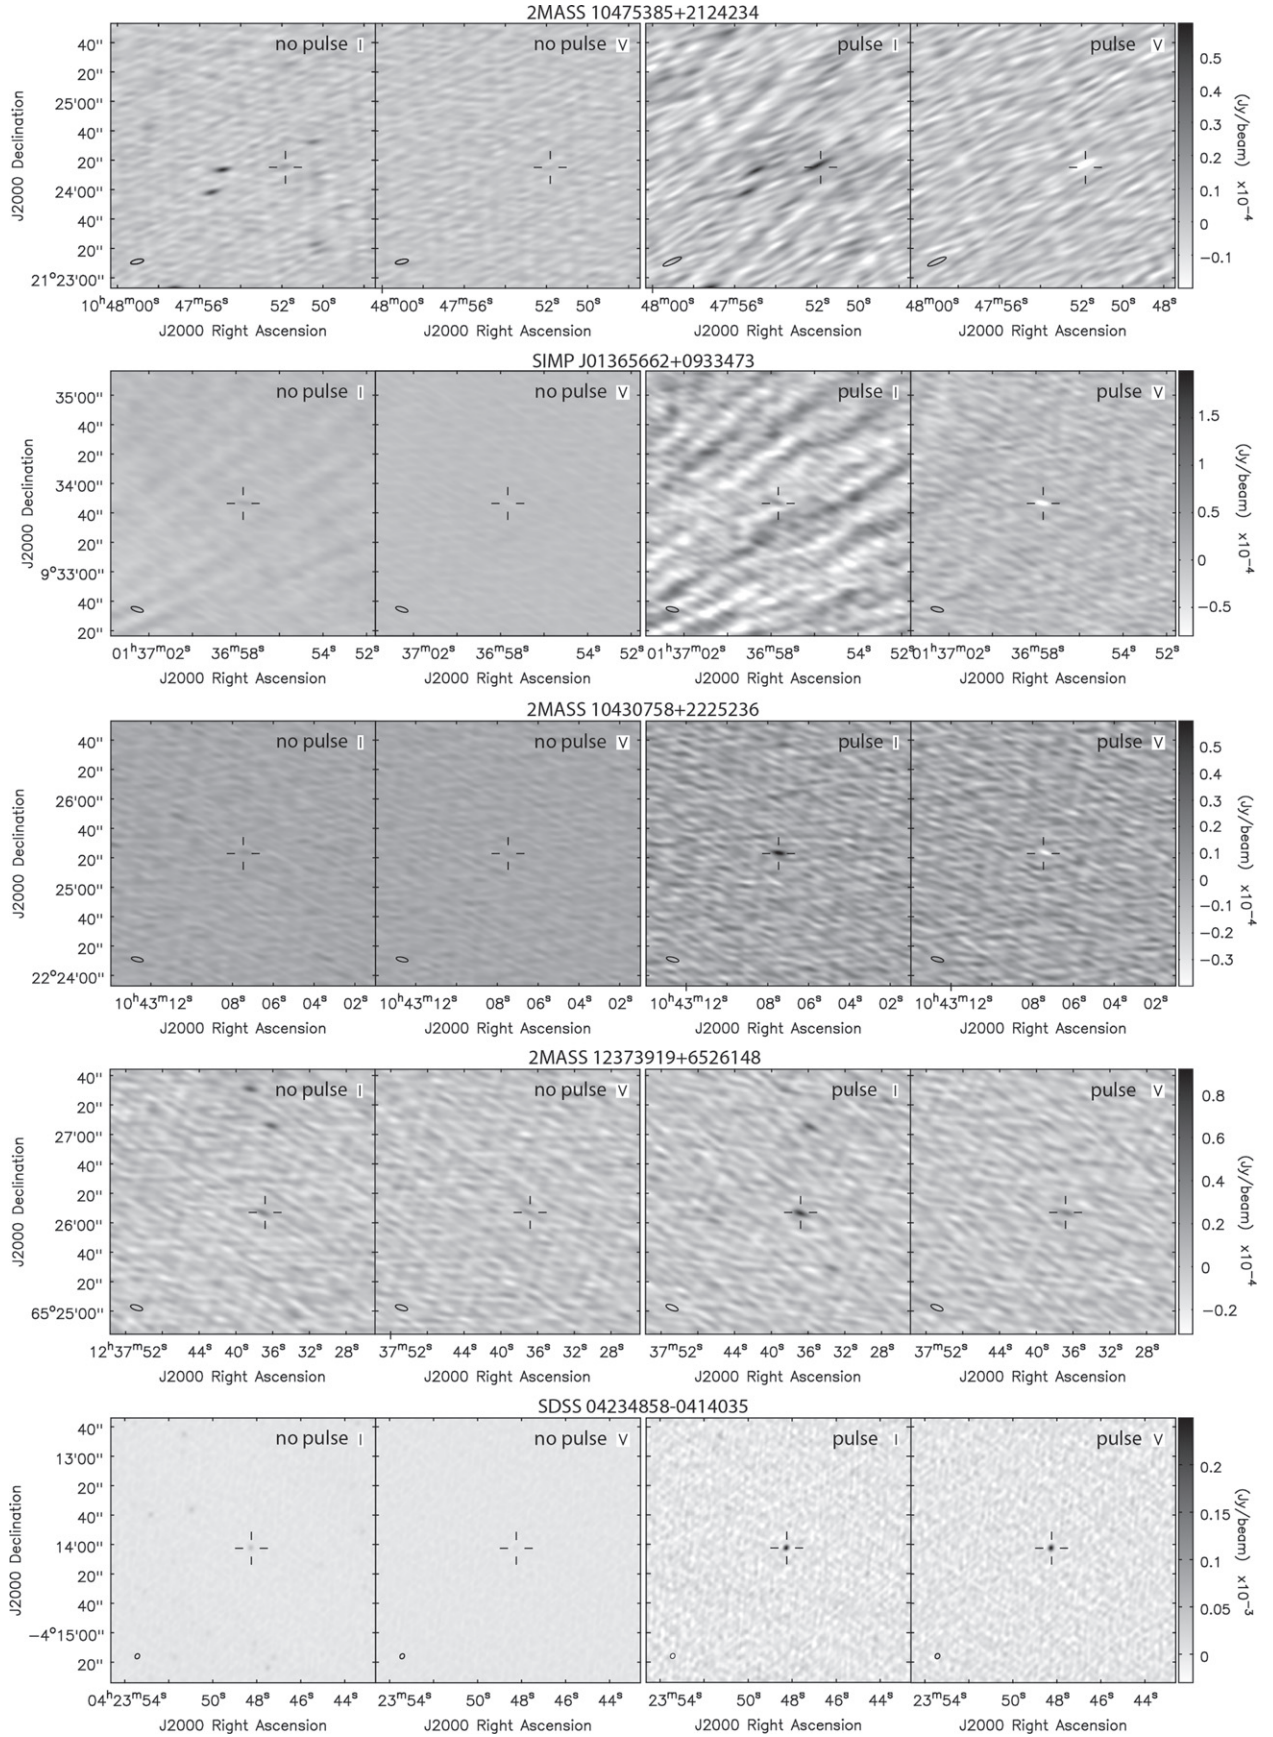 2MASS 10475385+2124234
no pulse I no pulse V pulse I pulse V
40"
20"
25'00"
40"
20"
24'00"
40"
20"
21°23'00"
J2000 Declination
0.5
0.4
0.3
0.2
0.1
0
−0.1
(Jy/beam) x10⁻⁴
10ʰ48ᵐ00ˢ 47ᵐ56ˢ 52ˢ 50ˢ 48ᵐ00ˢ 47ᵐ56ˢ 52ˢ 50ˢ 48ᵐ00ˢ 47ᵐ56ˢ 52ˢ 50ˢ 48ᵐ00ˢ 47ᵐ56ˢ 52ˢ 50ˢ 48ˢ
J2000 Right Ascension J2000 Right Ascension J2000 Right Ascension J2000 Right Ascension
SIMP J01365662+0933473
no pulse I no pulse V pulse I pulse V
35'00"
40"
20"
34'00"
40"
20"
9°33'00"
40"
20"
J2000 Declination
1.5
1
0.5
0
−0.5
(Jy/beam) x10⁻⁴
01ʰ37ᵐ02ˢ 36ᵐ58ˢ 54ˢ 52ˢ 37ᵐ02ˢ 36ᵐ58ˢ 54ˢ 52ˢ 01ʰ37ᵐ02ˢ 36ᵐ58ˢ 54ˢ 52ˢ 01ʰ37ᵐ02ˢ 36ᵐ58ˢ 54ˢ 52ˢ
J2000 Right Ascension J2000 Right Ascension J2000 Right Ascension J2000 Right Ascension
2MASS 10430758+2225236
no pulse I no pulse V pulse I pulse V
40"
20"
26'00"
40"
20"
25'00"
40"
20"
22°24'00"
J2000 Declination
0.5
0.4
0.3
0.2
0.1
0
−0.1
−0.2
−0.3
(Jy/beam) x10⁻⁴
10ʰ43ᵐ12ˢ 08ˢ 06ˢ 04ˢ 02ˢ 10ʰ43ᵐ12ˢ 08ˢ 06ˢ 04ˢ 02ˢ 10ʰ43ᵐ12ˢ 08ˢ 06ˢ 04ˢ 02ˢ 10ʰ43ᵐ12ˢ 08ˢ 06ˢ 04ˢ 02ˢ
J2000 Right Ascension J2000 Right Ascension J2000 Right Ascension J2000 Right Ascension
2MASS 12373919+6526148
no pulse I no pulse V pulse I pulse V
40"
20"
27'00"
40"
20"
26'00"
40"
20"
65°25'00"
J2000 Declination
0.8
0.6
0.4
0.2
0
−0.2
(Jy/beam) x10⁻⁴
12ʰ37ᵐ52ˢ 44ˢ 40ˢ 36ˢ 32ˢ 28ˢ 37ᵐ52ˢ 44ˢ 40ˢ 36ˢ 32ˢ 28ˢ 37ᵐ52ˢ 44ˢ 40ˢ 36ˢ 32ˢ 28ˢ 37ᵐ52ˢ 44ˢ 40ˢ 36ˢ 32ˢ 28ˢ
J2000 Right Ascension J2000 Right Ascension J2000 Right Ascension J2000 Right Ascension
SDSS 04234858-0414035
no pulse I no pulse V pulse I pulse V
40"
13'00"
20"
40"
14'00"
20"
40"
−4°15'00"
20"
J2000 Declination
0.2
0.15
0.1
0.05
0
(Jy/beam) x10⁻³
04ʰ23ᵐ54ˢ 50ˢ 48ˢ 46ˢ 44ˢ 23ᵐ54ˢ 50ˢ 48ˢ 46ˢ 44ˢ 23ᵐ54ˢ 50ˢ 48ˢ 46ˢ 44ˢ 23ᵐ54ˢ 50ˢ 48ˢ 46ˢ 44ˢ
J2000 Right Ascension J2000 Right Ascension J2000 Right Ascension J2000 Right Ascension